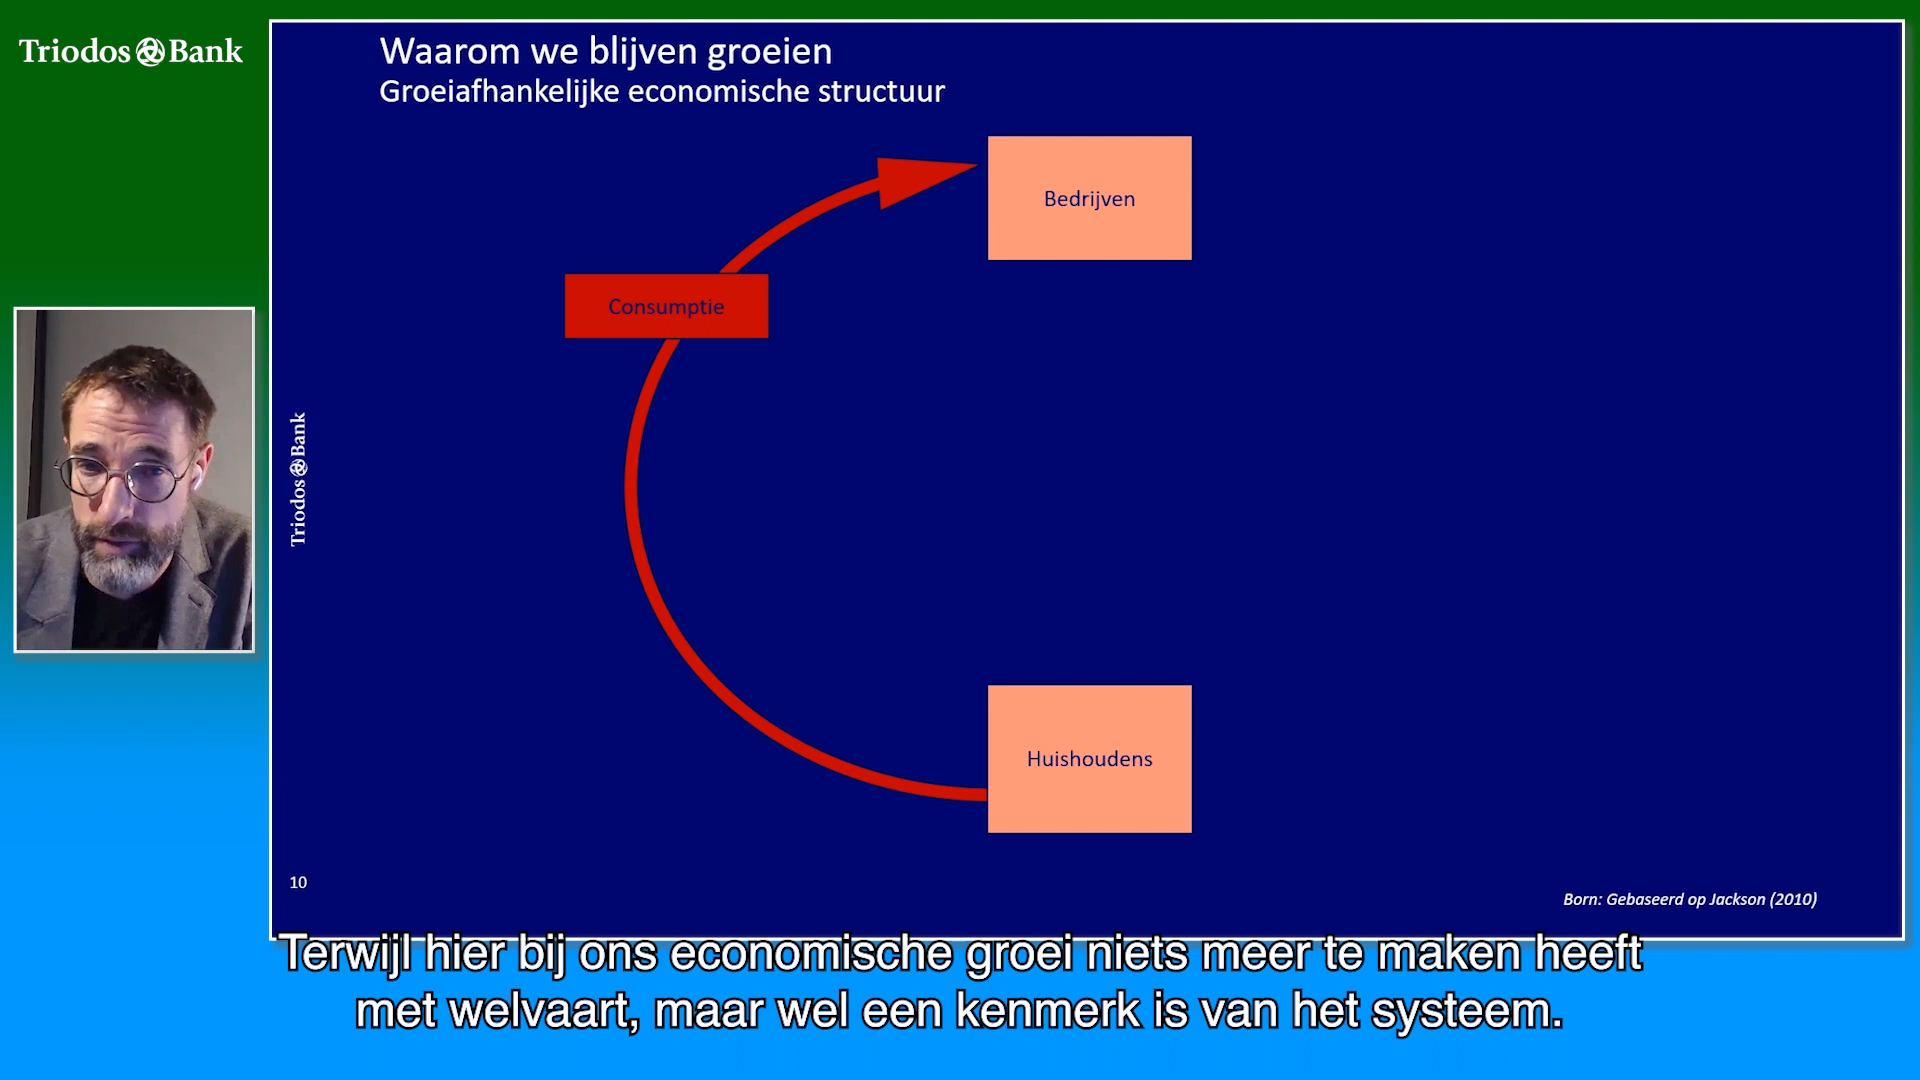 Triodos Bank
Waarom we blijven groeien
Groeiafhankelijke economische structuur
Bedrijven
Consumptie
Triodos Bank
Huishoudens
10
Born: Gebaseerd op Jackson (2010)
Terwijl hier bij ons economische groei niets meer te maken heeft
met welvaart, maar wel een kenmerk is van het systeem.